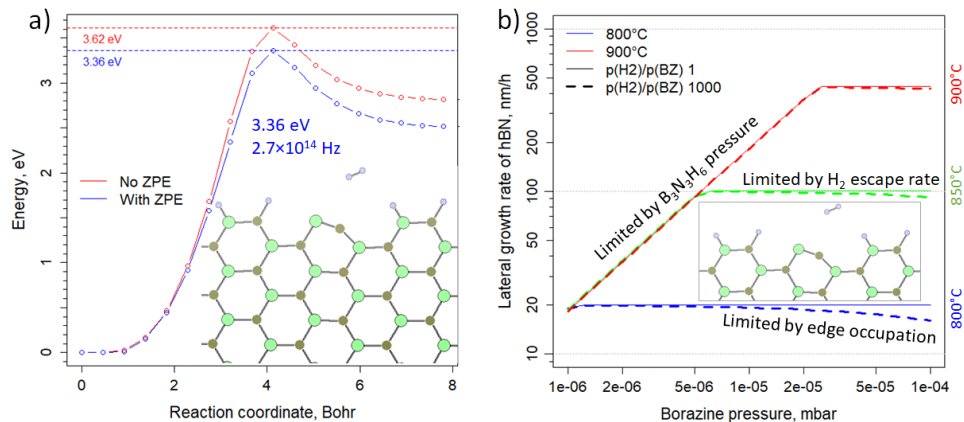 a)
3.62 eV
3.36 eV
3.36 eV
2.7×10¹⁴ Hz
No ZPE
With ZPE
Energy, eV
3
2
1
0
0 2 4 6 8
Reaction coordinate, Bohr
b)
800°C
900°C
p(H2)/p(BZ) 1
p(H2)/p(BZ) 1000
Limited by B₃N₃H₆ pressure
Limited by H₂ escape rate
Limited by edge occupation
Lateral growth rate of hBN, nm/h
1000
500
200
100
50
20
10
900°C
850°C
800°C
1e-06 2e-06 5e-06 1e-05 2e-05 5e-05 1e-04
Borazine pressure, mbar